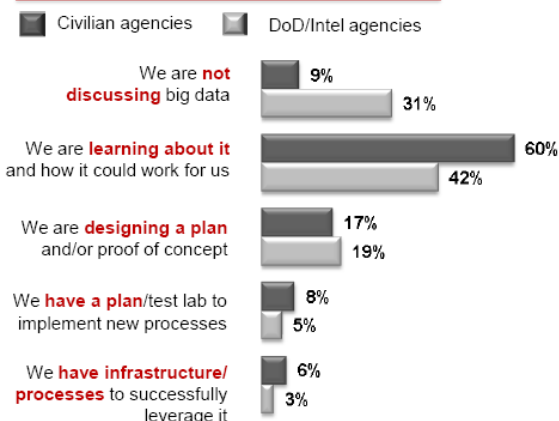 Civilian agencies DoD/Intel agencies
We are not
discussing big data
9%
31%
We are learning about it
and how it could work for us
60%
42%
We are designing a plan
and/or proof of concept
17%
19%
We have a plan/test lab to
implement new processes
8%
5%
We have infrastructure/
processes to successfully
leverage it
6%
3%